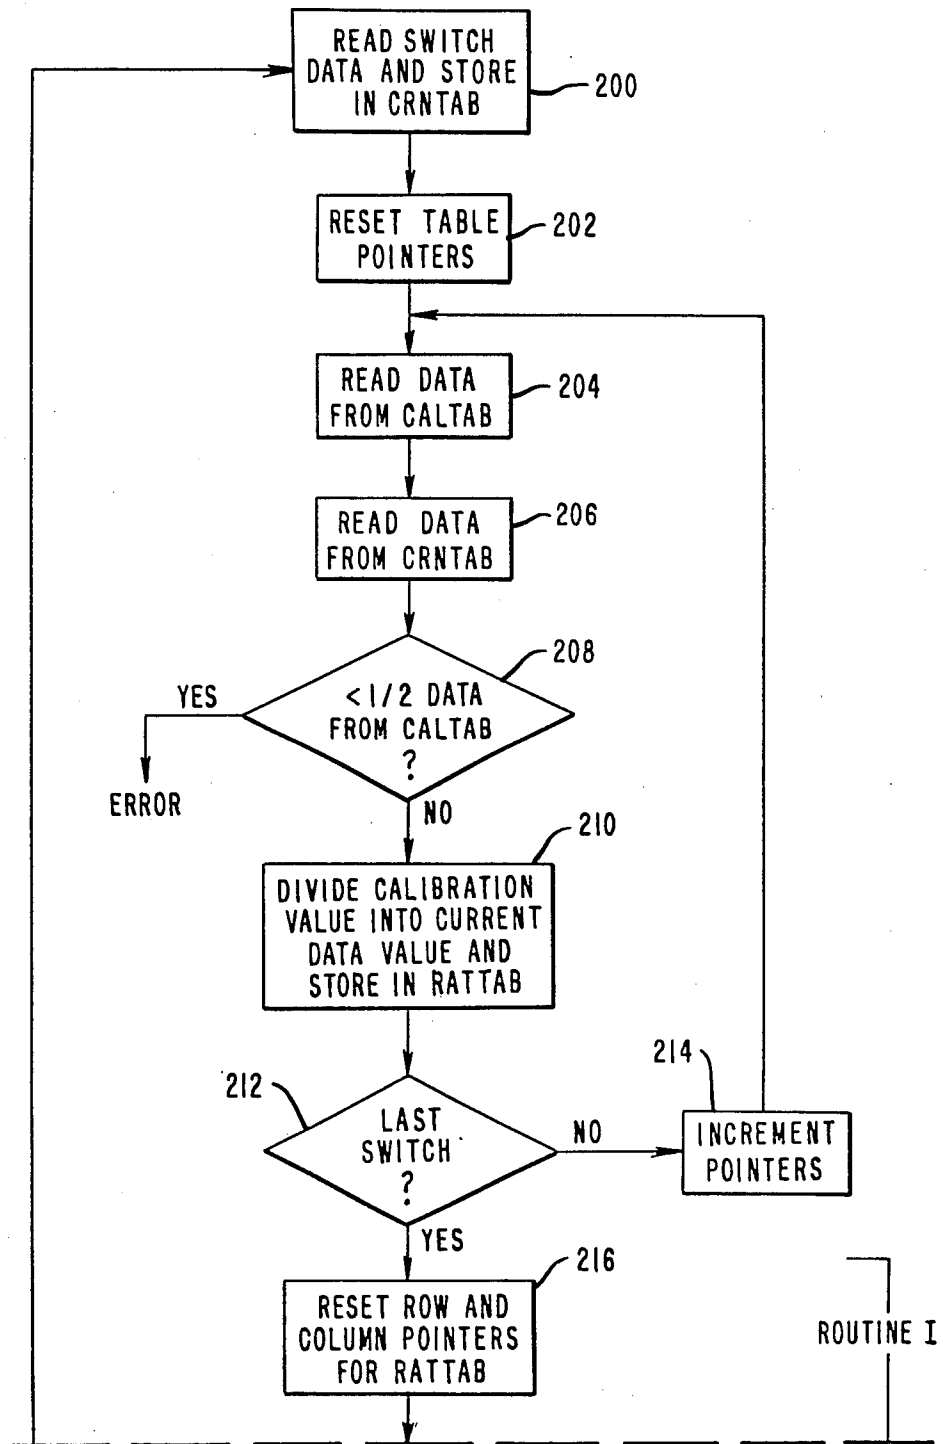 READ SWITCH
DATA AND STORE
IN CRNTAB
200
RESET TABLE
POINTERS
202
READ DATA
FROM CALTAB
204
READ DATA
FROM CRNTAB
206
< 1/2 DATA
FROM CALTAB
?
208
YES
ERROR
NO
DIVIDE CALIBRATION
VALUE INTO CURRENT
DATA VALUE AND
STORE IN RATTAB
210
LAST
SWITCH
?
212
NO
INCREMENT
POINTERS
214
YES
RESET ROW AND
COLUMN POINTERS
FOR RATTAB
216
ROUTINE I